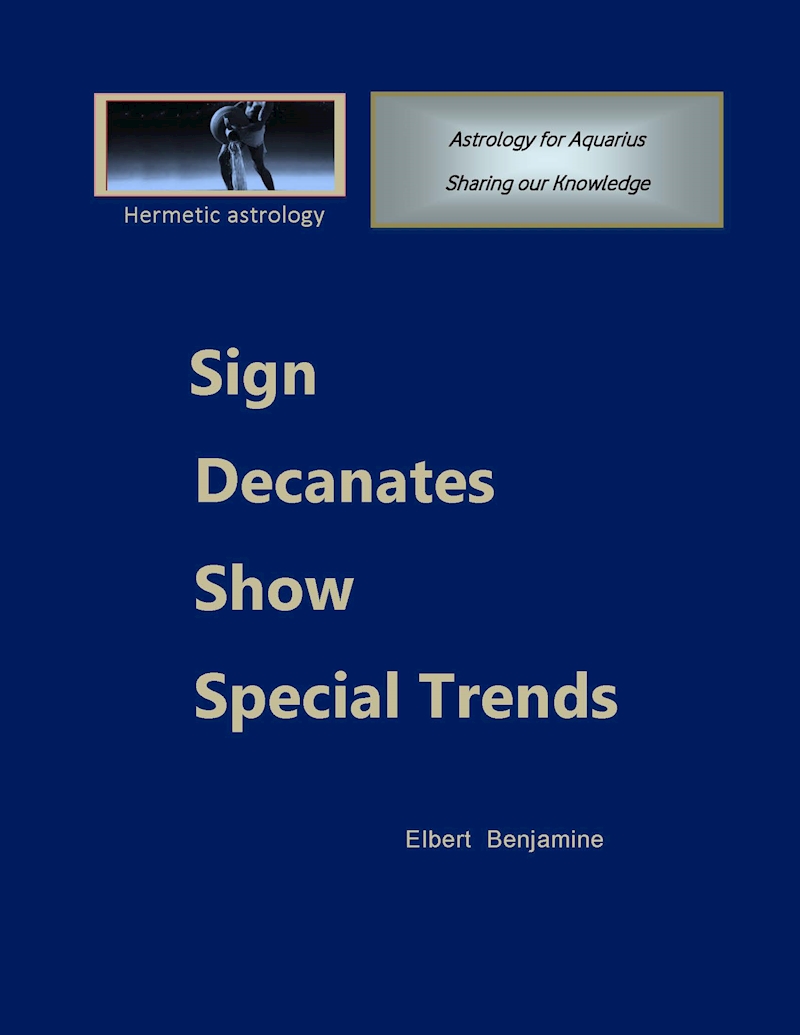 Astrology for Aquarius
Sharing our Knowledge
Hermetic astrology
Sign
Decanates
Show
Special Trends
Elbert Benjamine